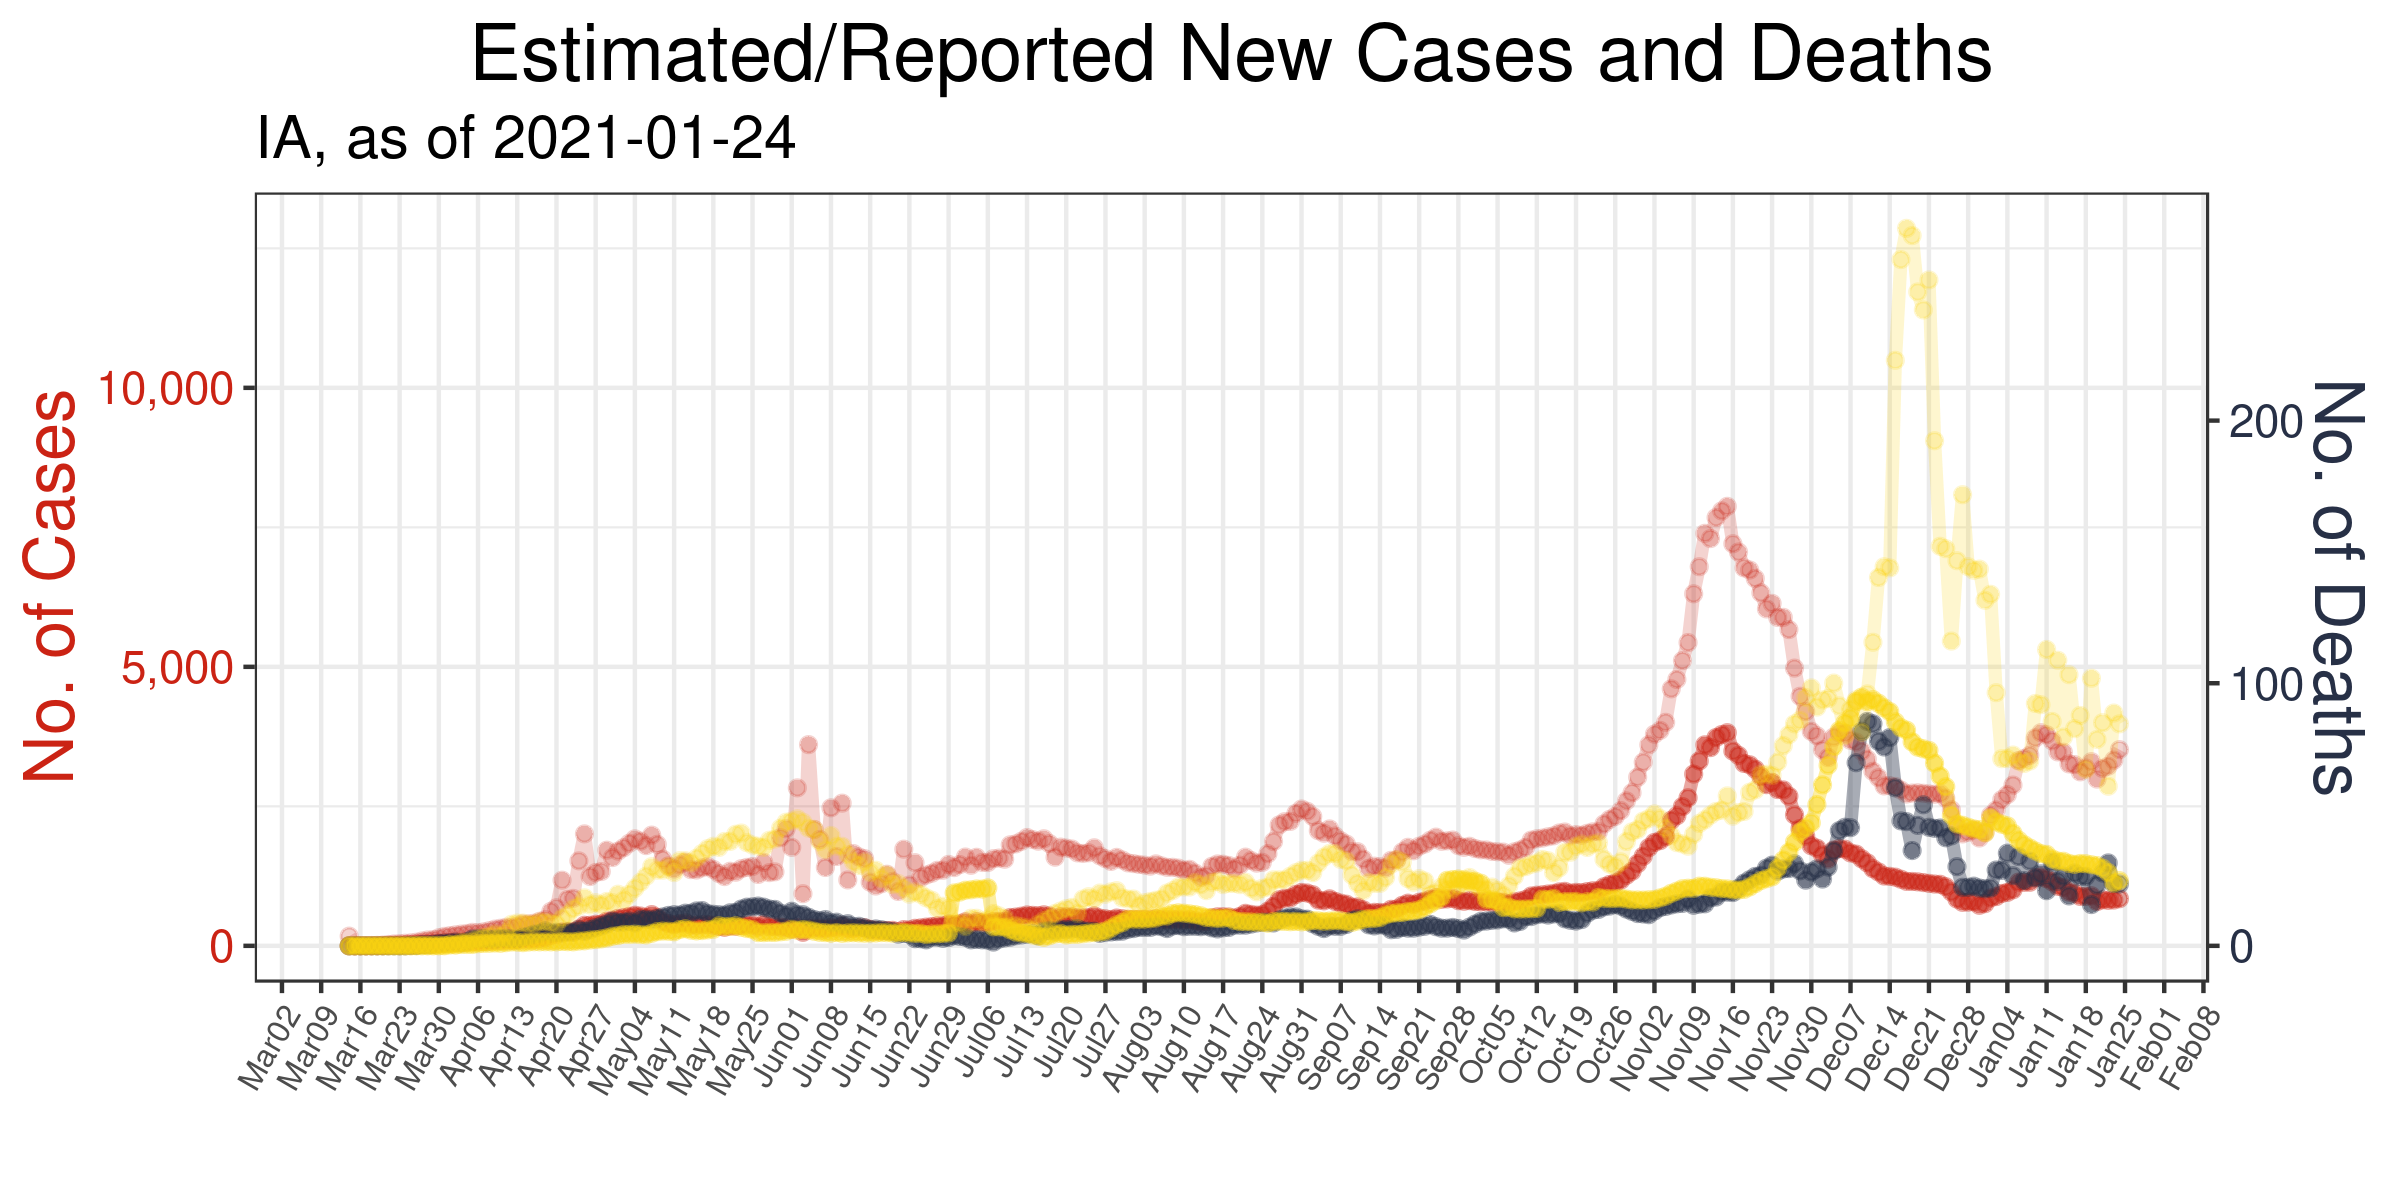 Estimated/Reported New Cases and Deaths
IA, as of 2021-01-24
No. of Cases
10,000
5,000
0
No. of Deaths
200
100
0
Mar02
Mar09
Mar16
Mar23
Mar30
Apr06
Apr13
Apr20
Apr27
May04
May11
May18
May25
Jun01
Jun08
Jun15
Jun22
Jun29
Jul06
Jul13
Jul20
Jul27
Aug03
Aug10
Aug17
Aug24
Aug31
Sep07
Sep14
Sep21
Sep28
Oct05
Oct12
Oct19
Oct26
Nov02
Nov09
Nov16
Nov23
Nov30
Nov07
Dec14
Dec21
Dec28
Dec04
Jan11
Jan18
Jan25
Feb01
Feb08